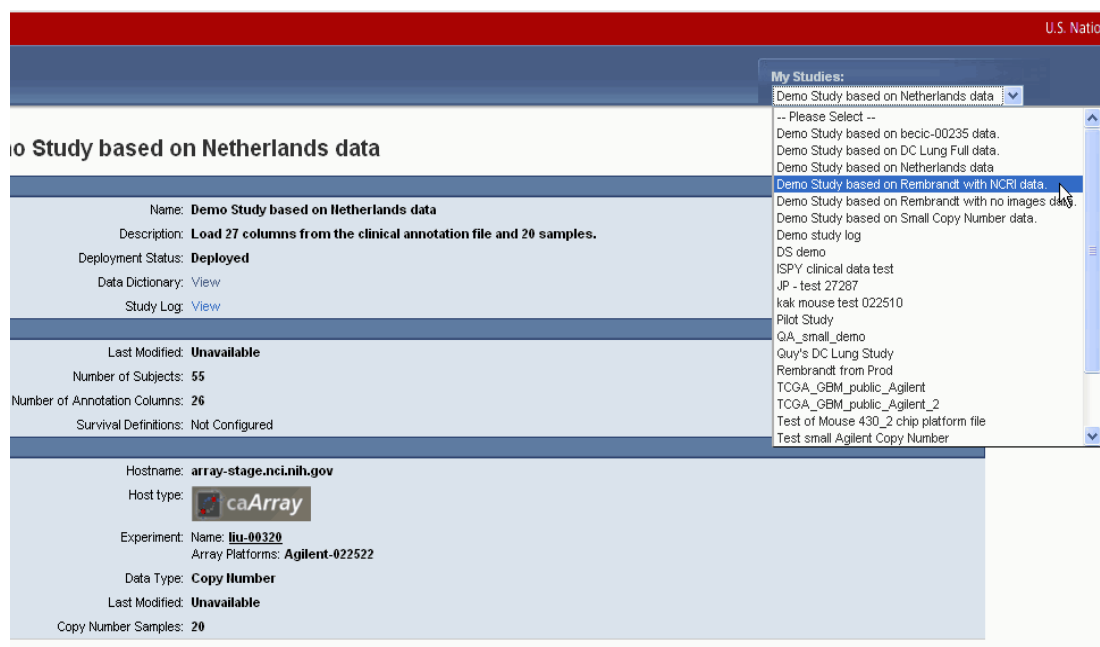 U.S. Natio
My Studies:
Demo Study based on Netherlands data
-- Please Select --
Demo Study based on becic-00235 data.
Demo Study based on DC Lung Full data.
Demo Study based on Netherlands data
Demo Study based on Rembrandt with NCRI data.
Demo Study based on Rembrandt with no images data.
Demo Study based on Small Copy Number data.
Demo study log
DS demo
ISPY clinical data test
JP - test 27287
kak mouse test 022510
Pilot Study
QA_small_demo
Quy's DC Lung Study
Rembrandt from Prod
TCGA_GBM_public_Agilent
TCGA_GBM_public_Agilent_2
Test of Mouse 430_2 chip platform file
Test small Agilent Copy Number
o Study based on Netherlands data
Name: Demo Study based on Netherlands data
Description: Load 27 columns from the clinical annotation file and 20 samples.
Deployment Status: Deployed
Data Dictionary: View
Study Log: View
Last Modified: Unavailable
Number of Subjects: 55
Number of Annotation Columns: 26
Survival Definitions: Not Configured
Hostname: array-stage.nci.nih.gov
Host type: caArray
Experiment: Name: liu-00320
Array Platforms: Agilent-022522
Data Type: Copy Number
Last Modified: Unavailable
Copy Number Samples: 20